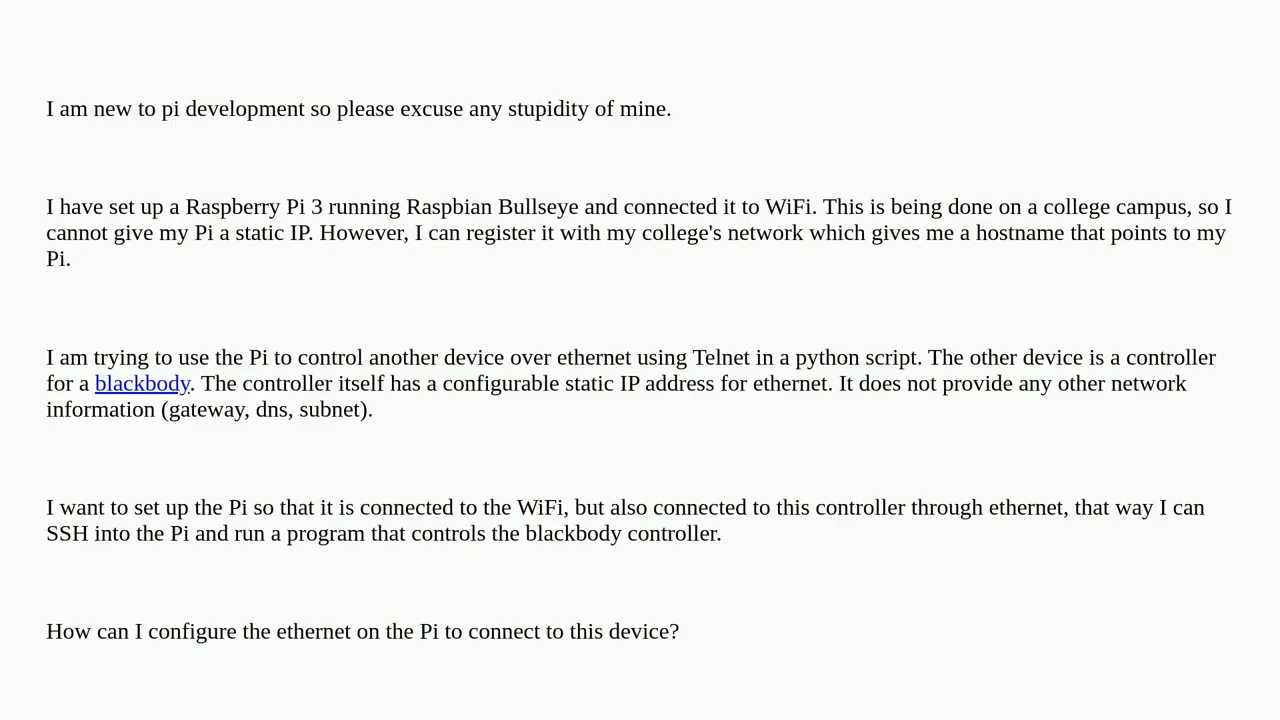 I am new to pi development so please excuse any stupidity of mine.
I have set up a Raspberry Pi 3 running Raspbian Bullseye and connected it to WiFi. This is being done on a college campus, so I
cannot give my Pi a static IP. However, I can register it with my college's network which gives me a hostname that points to my
Pi.
I am trying to use the Pi to control another device over ethernet using Telnet in a python script. The other device is a controller
for a blackbody. The controller itself has a configurable static IP address for ethernet. It does not provide any other network
information (gateway, dns, subnet).
I want to set up the Pi so that it is connected to the WiFi, but also connected to this controller through ethernet, that way I can
SSH into the Pi and run a program that controls the blackbody controller.
How can I configure the ethernet on the Pi to connect to this device?